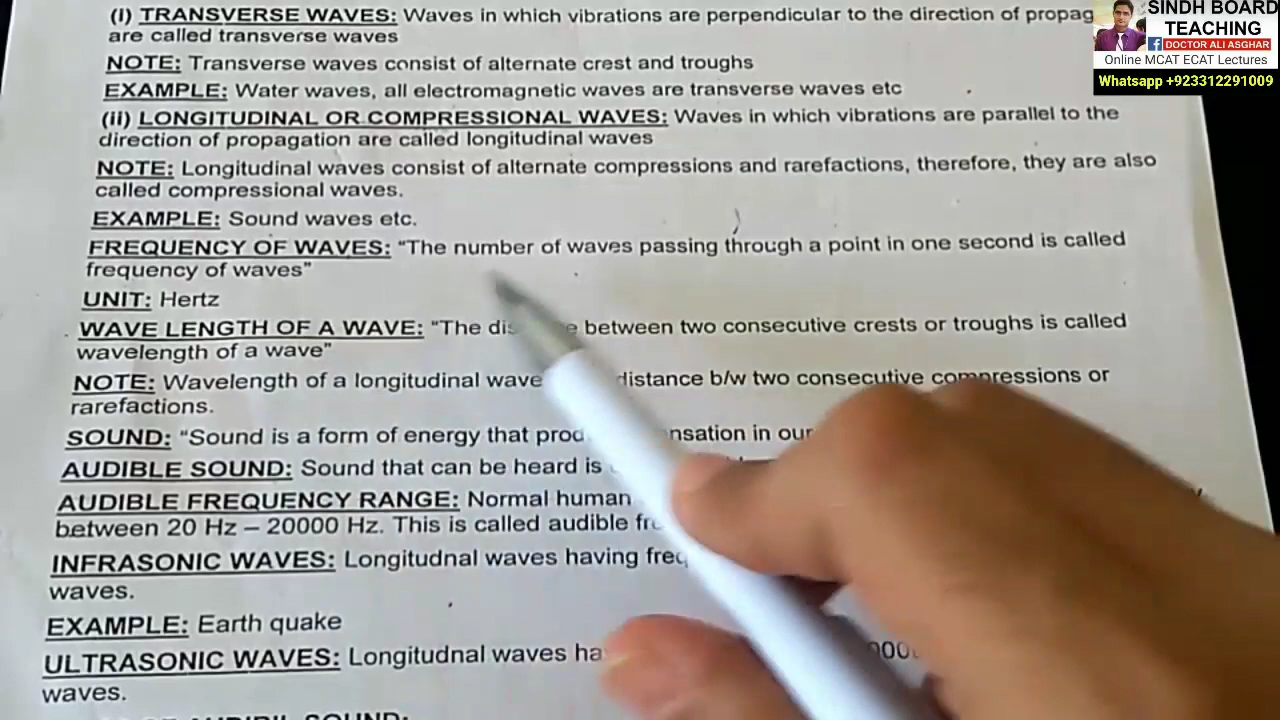 (i) TRANSVERSE WAVES: Waves in which vibrations are perpendicular to the direction of propag
are called transverse waves
NOTE: Transverse waves consist of alternate crest and troughs
EXAMPLE: Water waves, all electromagnetic waves are transverse waves etc
(ii) LONGITUDINAL OR COMPRESSIONAL WAVES: Waves in which vibrations are parallel to the
direction of propagation are called longitudinal waves
NOTE: Longitudinal waves consist of alternate compressions and rarefactions, therefore, they are also
called compressional waves.
EXAMPLE: Sound waves etc.
FREQUENCY OF WAVES: “The number of waves passing through a point in one second is called
frequency of waves”
UNIT: Hertz
WAVE LENGTH OF A WAVE: “The between two consecutive crests or troughs is called
wavelength of a wave”
NOTE: Wavelength of a longitudinal wave distance b/w two consecutive compressions or
rarefactions.
SOUND: “Sound is a form of energy that in our
AUDIBLE SOUND: Sound that can be heard is
AUDIBLE FREQUENCY RANGE: Normal human
between 20 Hz – 20000 Hz. This is called audible
INFRASONIC WAVES: Longitudnal waves having
waves.
EXAMPLE: Earth quake
ULTRASONIC WAVES: Longitudnal waves
waves.
SOUND:
SINDH BOARD
TEACHING
DOCTOR ALI ASGHAR
Online MCAT ECAT Lectures
Whatsapp +923312291009